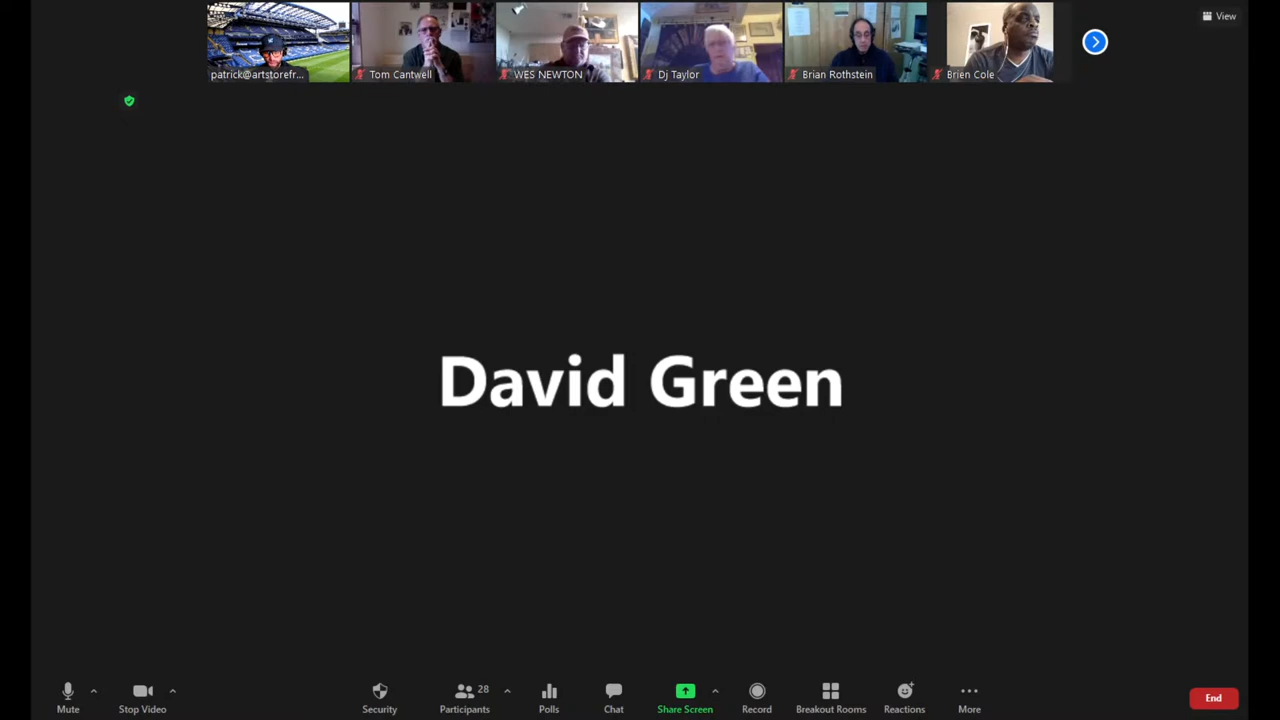 View
patrick@artstorefr...
Tom Cantwell
WES NEWTON
Dj Taylor
Brian Rothstein
Brien Cole
David Green
Mute
Stop Video
Security
28
Participants
Polls
Chat
Share Screen
Record
Breakout Rooms
Reactions
More
End